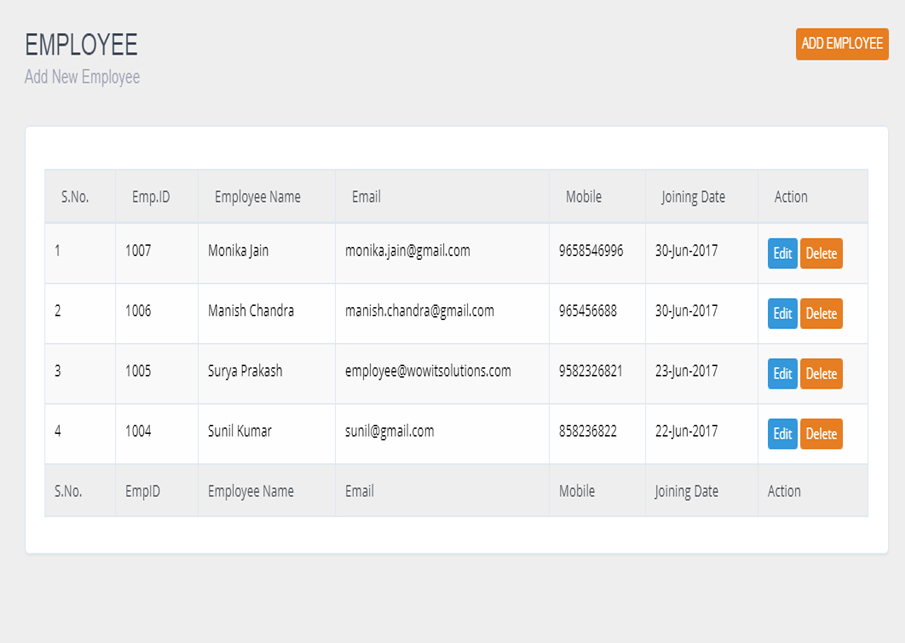 EMPLOYEE
ADD EMPLOYEE
Add New Employee
S.No. Emp.ID Employee Name Email Mobile Joining Date Action
1 1007 Monika Jain monika.jain@gmail.com 9658546996 30-Jun-2017 Edit Delete
2 1006 Manish Chandra manish.chandra@gmail.com 965456688 30-Jun-2017 Edit Delete
3 1005 Surya Prakash employee@wowitsolutions.com 9582326821 23-Jun-2017 Edit Delete
4 1004 Sunil Kumar sunil@gmail.com 858236822 22-Jun-2017 Edit Delete
S.No. EmpID Employee Name Email Mobile Joining Date Action